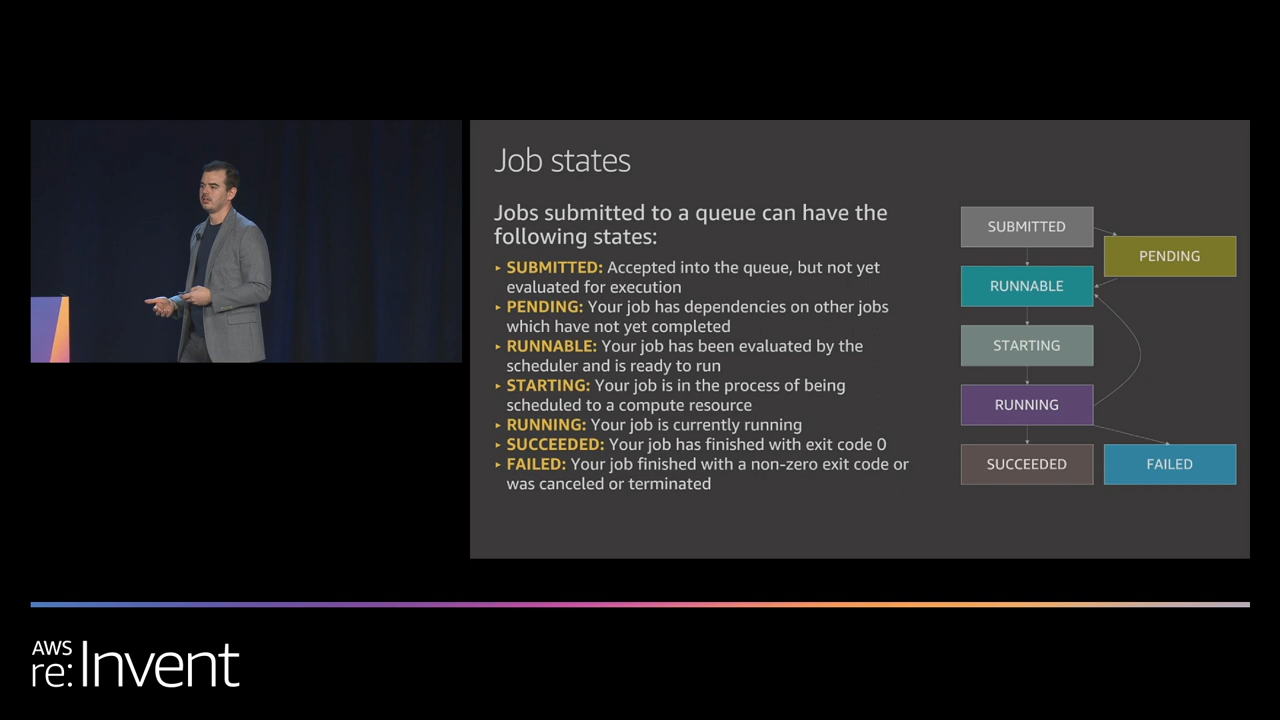 Job states
Jobs submitted to a queue can have the
following states:
▸ SUBMITTED: Accepted into the queue, but not yet
evaluated for execution
▸ PENDING: Your job has dependencies on other jobs
which have not yet completed
▸ RUNNABLE: Your job has been evaluated by the
scheduler and is ready to run
▸ STARTING: Your job is in the process of being
scheduled to a compute resource
▸ RUNNING: Your job is currently running
▸ SUCCEEDED: Your job has finished with exit code 0
▸ FAILED: Your job finished with a non-zero exit code or
was canceled or terminated
SUBMITTED
PENDING
RUNNABLE
STARTING
RUNNING
SUCCEEDED
FAILED
AWS
re:Invent